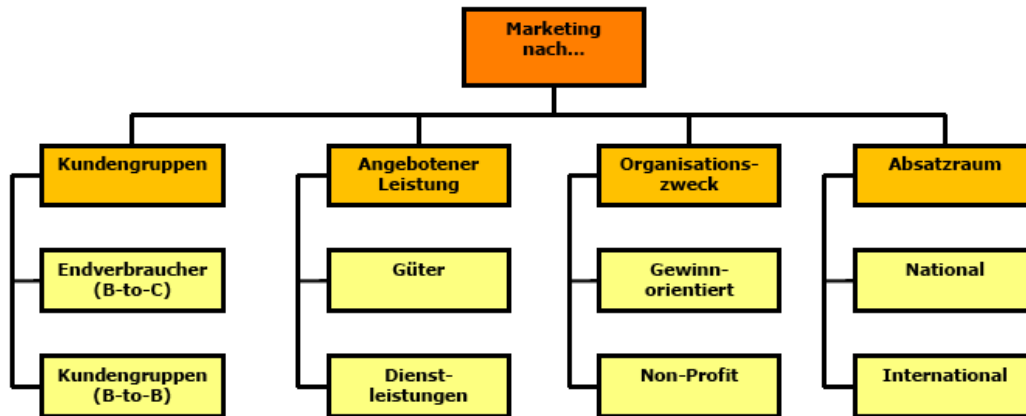 Marketing
nach...
Kundengruppen
Angebotener
Leistung
Organisations-
zweck
Absatzraum
Endverbraucher
(B-to-C)
Güter
Gewinn-
orientiert
National
Kundengruppen
(B-to-B)
Dienst-
leistungen
Non-Profit
International